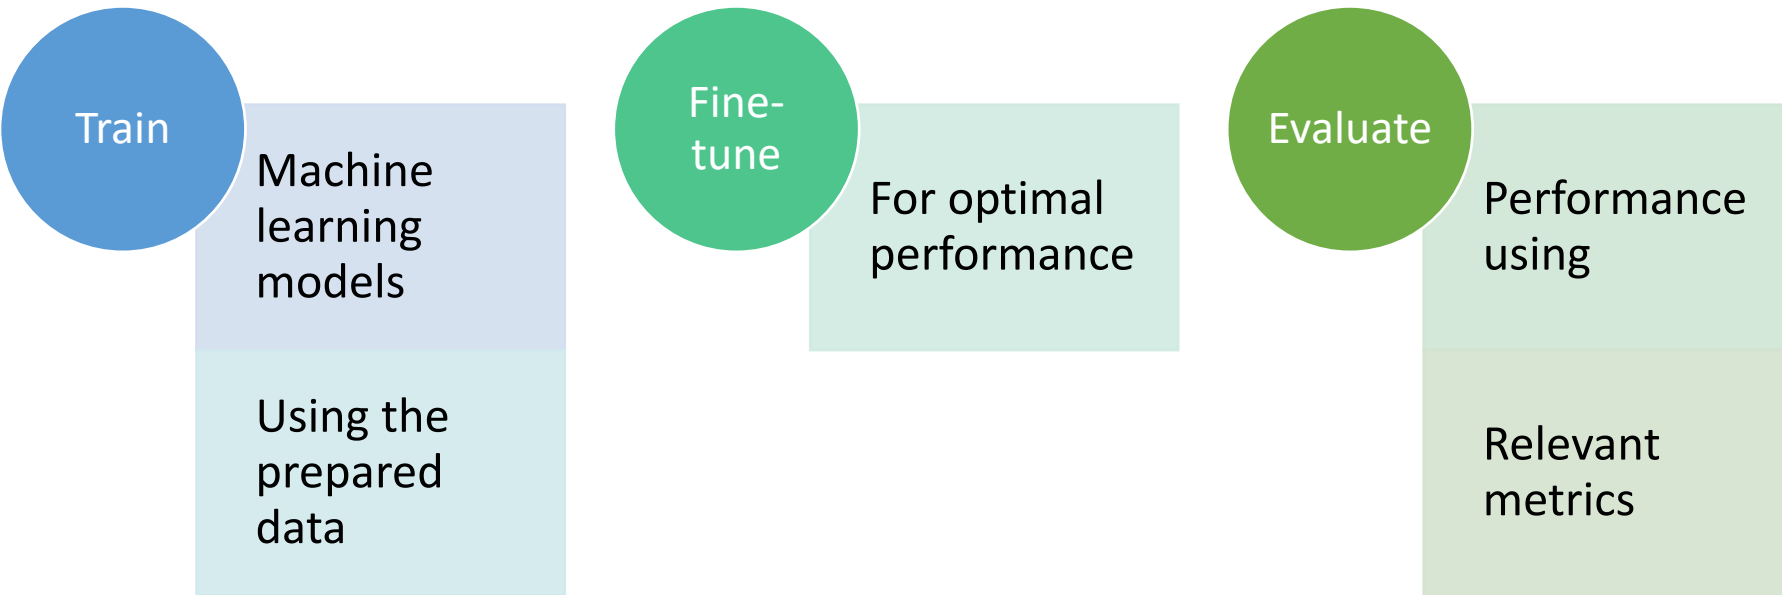 Train
Machine
learning
models
Using the
prepared
data
Fine-
tune
For optimal
performance
Evaluate
Performance
using
Relevant
metrics